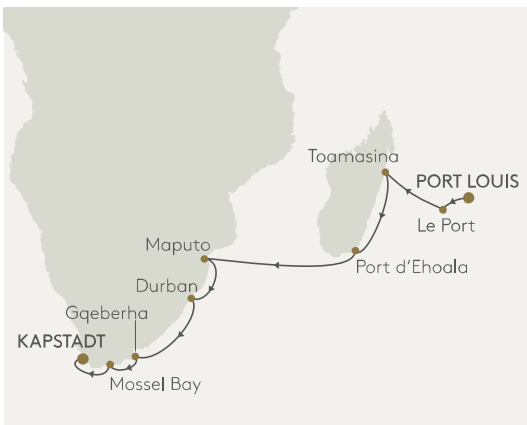 Toamasina
PORT LOUIS
Le Port
Maputo
Port d'Ehoala
Durban
Gqeberha
KAPSTADT
Mossel Bay